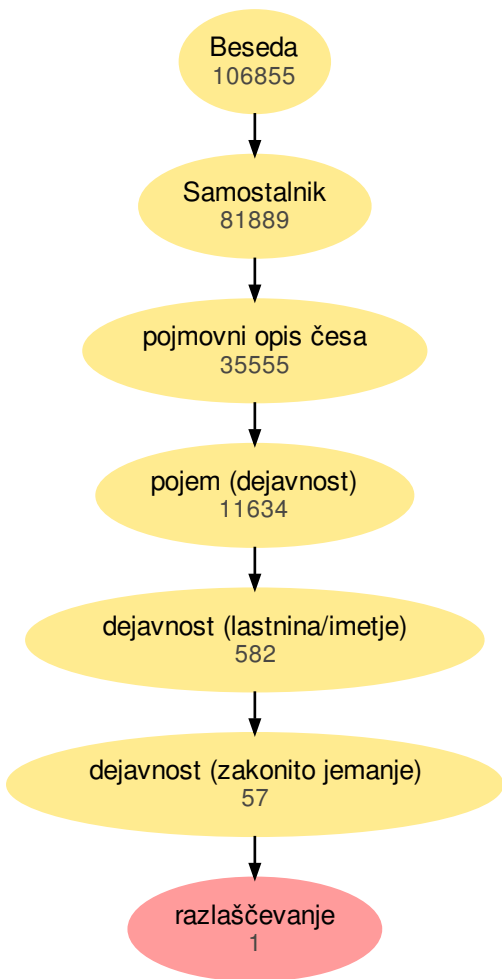 Beseda
106855
Samostalnik
81889
pojmovni opis česa
35555
pojem (dejavnost)
11634
dejavnost (lastnina/imetje)
582
dejavnost (zakonito jemanje)
57
razlaščevanje
1